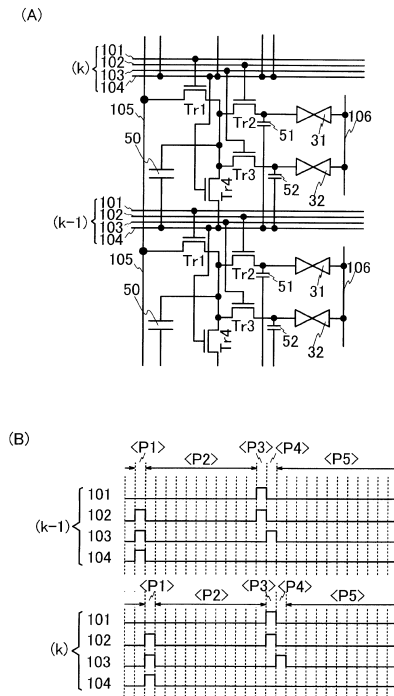 (A)
(k)
101
102
103
104
105
Tr1
Tr2
51
31
106
50
Tr3
52
32
Tr4
(k-1)
101
102
103
104
105
Tr1
Tr2
51
31
106
50
Tr3
52
32
Tr4
(B)
<P1> <P2> <P3> <P4> <P5>
(k-1)
101
102
103
104
<P1> <P2> <P3> <P4> <P5>
(k)
101
102
103
104